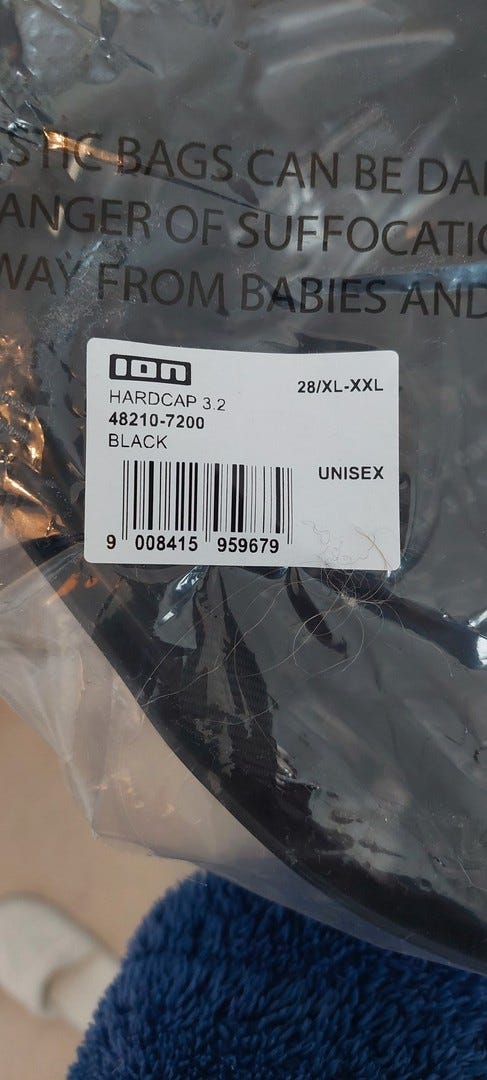 STIC BAGS CAN BE DA
ANGER OF SUFFOCATI
WAY FROM BABIES AND
ion
28/XL-XXL
HARDCAP 3.2
48210-7200
BLACK
UNISEX
9 008415 959679